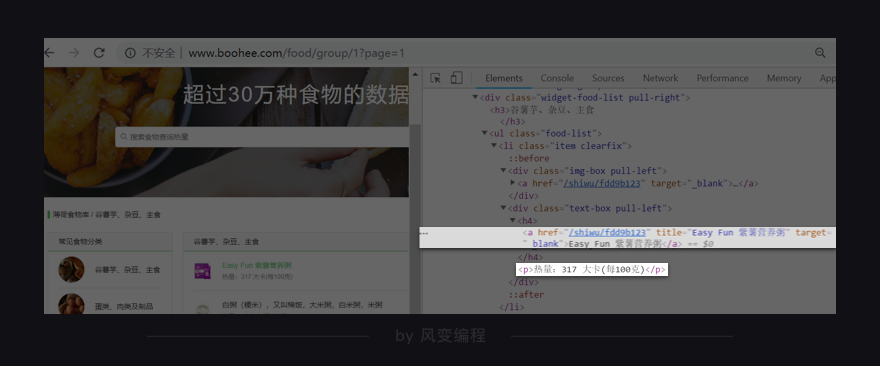 不安全 | www.boohee.com/food/group/1?page=1
超过30万种食物的数据
搜索食物查询热量
薄荷食物库 / 谷薯芋、杂豆、主食
常见食物分类
谷薯芋、杂豆、主食
蛋类、肉类及制品
谷薯芋、杂豆、主食
Easy Fun 紫薯营养粥
热量：317 大卡(每100克)
白粥（粳米），又叫稀饭，大米粥，白米粥，米粥
Elements Console Sources Network Performance Memory App
<div class="widget-food-list pull-right">
<h3>谷薯芋、杂豆、主食
</h3>
<ul class="food-list">
<li class="item clearfix">
::before
<div class="img-box pull-left">
<a href="/shiwu/fdd9b123" target="_blank">…</a>
</div>
<div class="text-box pull-left">
<h4>
<a href="/shiwu/fdd9b123" title="Easy Fun 紫薯营养粥" target=
"_blank">Easy Fun 紫薯营养粥</a> == $0
</h4>
<p>热量：317 大卡(每100克)</p>
</div>
::after
</li>
by 风变编程